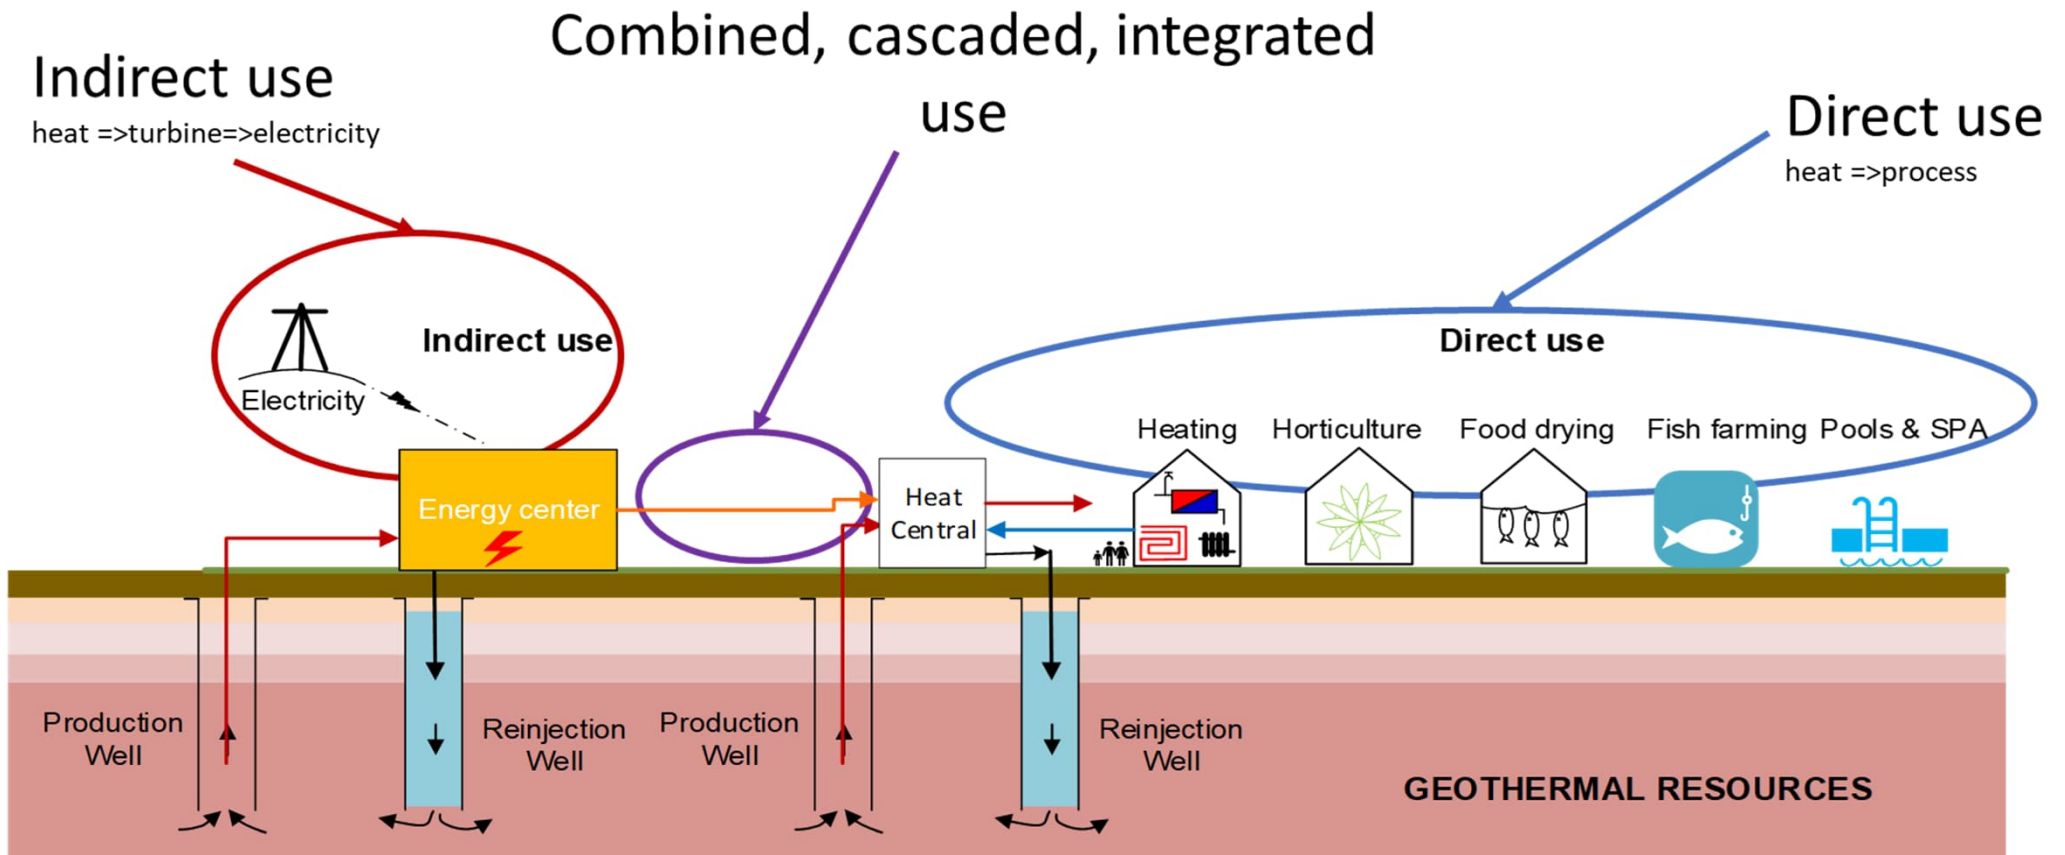 Combined, cascaded, integrated
use
Indirect use
heat =>turbine=>electricity
Direct use
heat =>process
Indirect use
Electricity
Direct use
Heating
Horticulture
Food drying
Fish farming
Pools & SPA
Energy center
Heat
Central
Production
Well
Reinjection
Well
Production
Well
Reinjection
Well
GEOTHERMAL RESOURCES